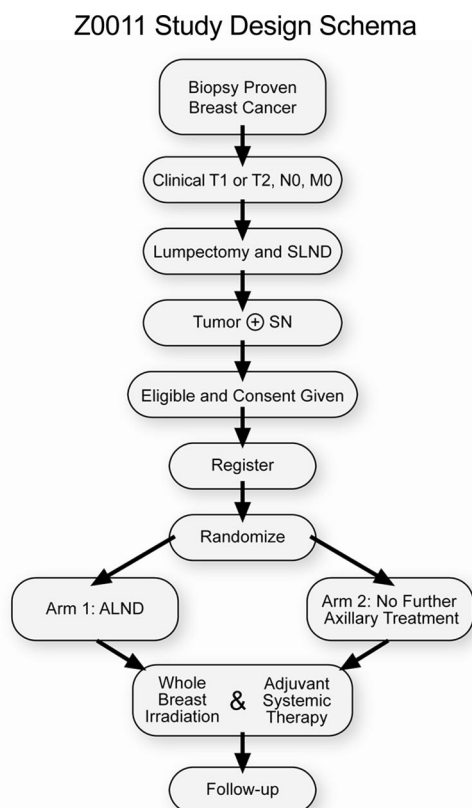 Z0011 Study Design Schema
Biopsy Proven
Breast Cancer
Clinical T1 or T2, N0, M0
Lumpectomy and SLND
Tumor ⊕ SN
Eligible and Consent Given
Register
Randomize
Arm 1: ALND
Arm 2: No Further
Axillary Treatment
Whole
Breast
Irradiation
&
Adjuvant
Systemic
Therapy
Follow-up